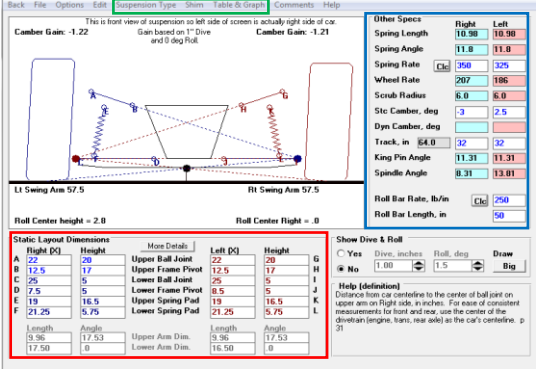 Back File Options Edit Suspension Type Shim Table & Graph Comments Help
This is front view of suspension so left side of screen is actually right side of car.
Camber Gain: -1.22 Gain based on 1" Dive Camber Gain: -1.21
and 0 deg Roll.
A B H G
F D J L
Lt Swing Arm 57.5 Rt Swing Arm 57.5
Roll Center height = 2.8 Roll Center Right = .0
Other Specs
Right Left
Spring Length 10.98 10.98
Spring Angle 11.8 11.8
Spring Rate Clc 350 325
Wheel Rate 207 186
Scrub Radius 6.0 6.0
Stc Camber, deg -3 2.5
Dyn Camber, deg
Track, in 64.0 32 32
King Pin Angle 11.31 11.31
Spindle Angle 8.31 13.81
Roll Bar Rate, lb/in Clc 250
Roll Bar Length, in 50
Static Layout Dimensions
Right (X) Height More Details Left (X) Height
A 22 20 Upper Ball Joint 22 20 G
B 12.5 17 Upper Frame Pivot 12.5 17 H
C 25 5 Lower Ball Joint 25 5 I
D 7.5 5 Lower Frame Pivot 8.5 5 J
E 19 16.5 Upper Spring Pad 19 16.5 K
F 21.25 5.75 Lower Spring Pad 21.25 5.75 L
Length Angle Length Angle
9.96 17.53 Upper Arm Dim. 9.96 17.53
17.50 .0 Lower Arm Dim. 16.50 .0
Show Dive & Roll
Yes Dive, inches Roll, deg Draw
No 1.00 1.5 Big
Help (definition)
Distance from car centerline to the center of ball joint on
upper arm on Right side, in inches. For ease of consistent
measurements for front and rear, use the center of the
drivetrain (engine, trans, rear axle) as the car's centerline. p
31